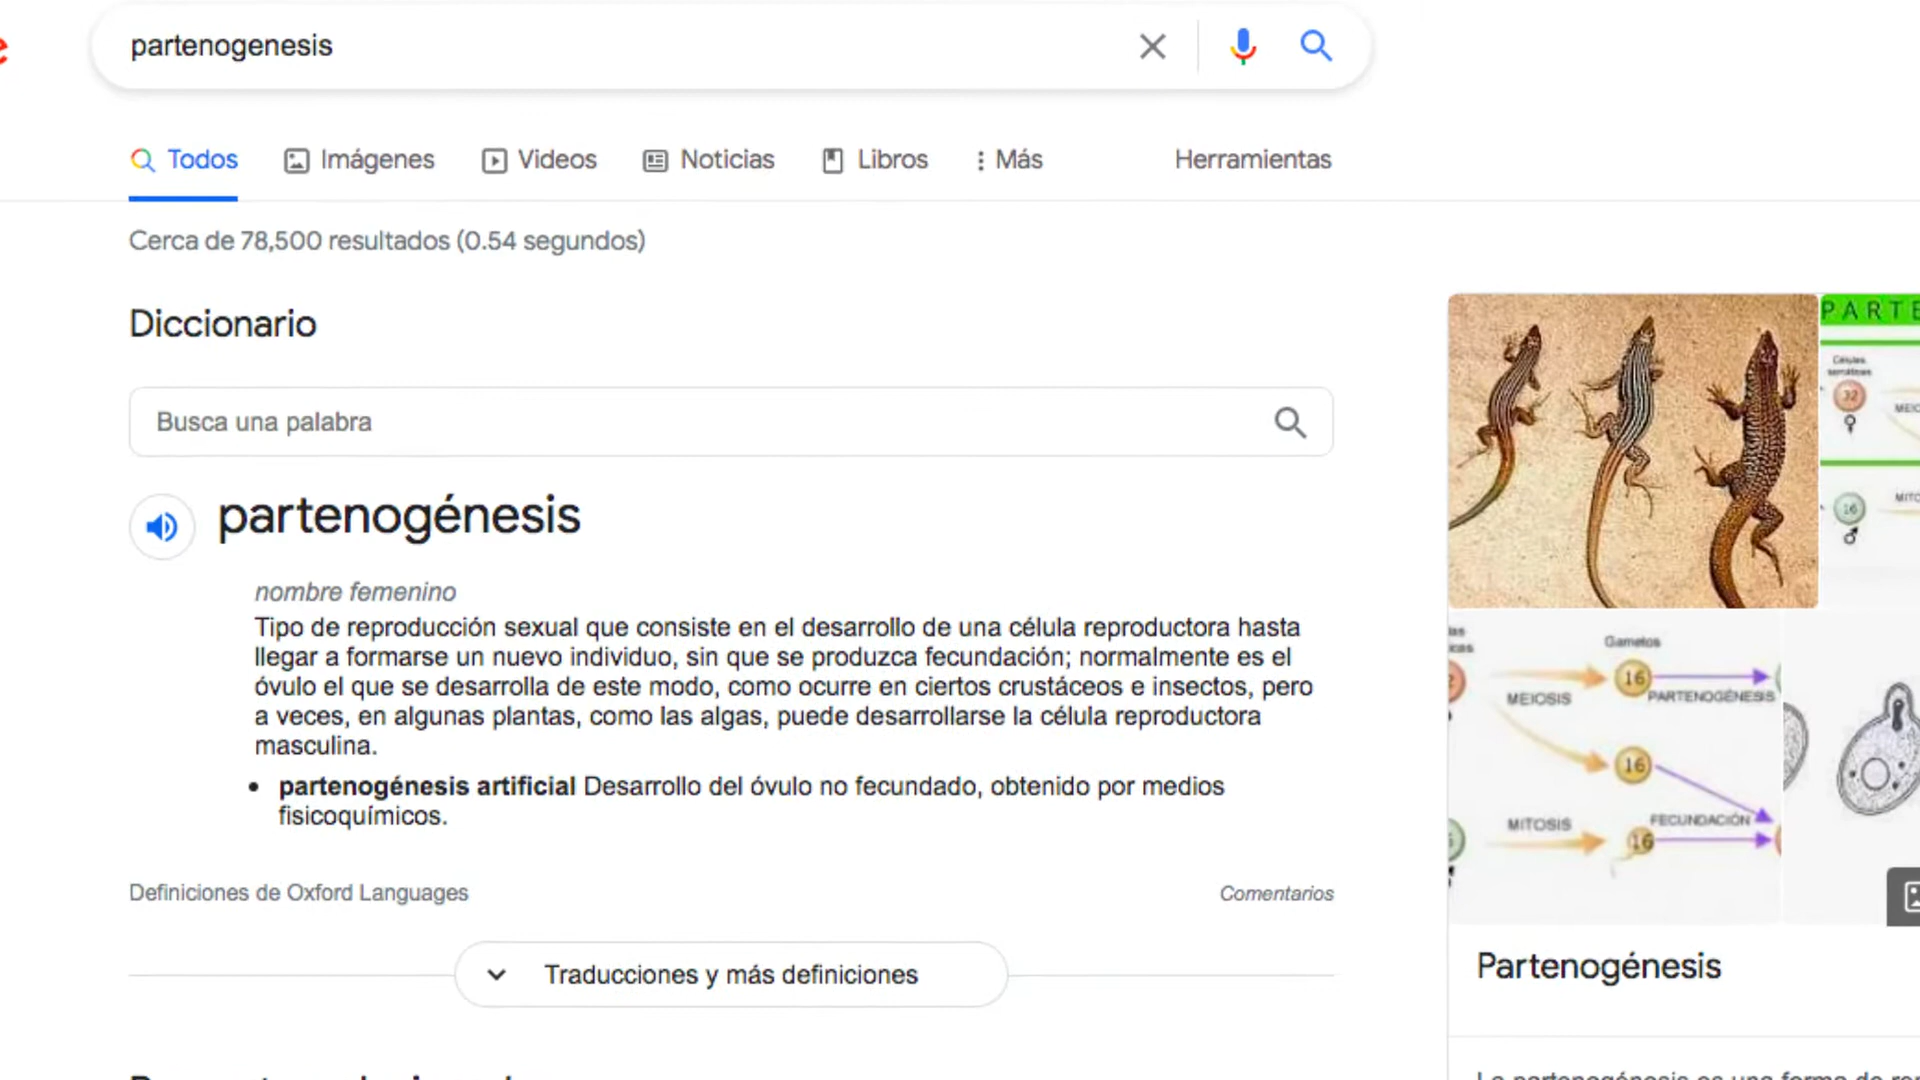 partenogenesis
Todos
Imágenes
Videos
Noticias
Libros
Más
Herramientas
Cerca de 78,500 resultados (0.54 segundos)
Diccionario
Busca una palabra
partenogénesis
nombre femenino
Tipo de reproducción sexual que consiste en el desarrollo de una célula reproductora hasta
llegar a formarse un nuevo individuo, sin que se produzca fecundación; normalmente es el
óvulo el que se desarrolla de este modo, como ocurre en ciertos crustáceos e insectos, pero
a veces, en algunas plantas, como las algas, puede desarrollarse la célula reproductora
masculina.
• partenogénesis artificial Desarrollo del óvulo no fecundado, obtenido por medios
fisicoquímicos.
Definiciones de Oxford Languages
Comentarios
Traducciones y más definiciones
PARTE
Células
32
16
Gametos
16
MEIOSIS
PARTENOGÉNESIS
16
MITOSIS
FECUNDACIÓN
16
Partenogénesis